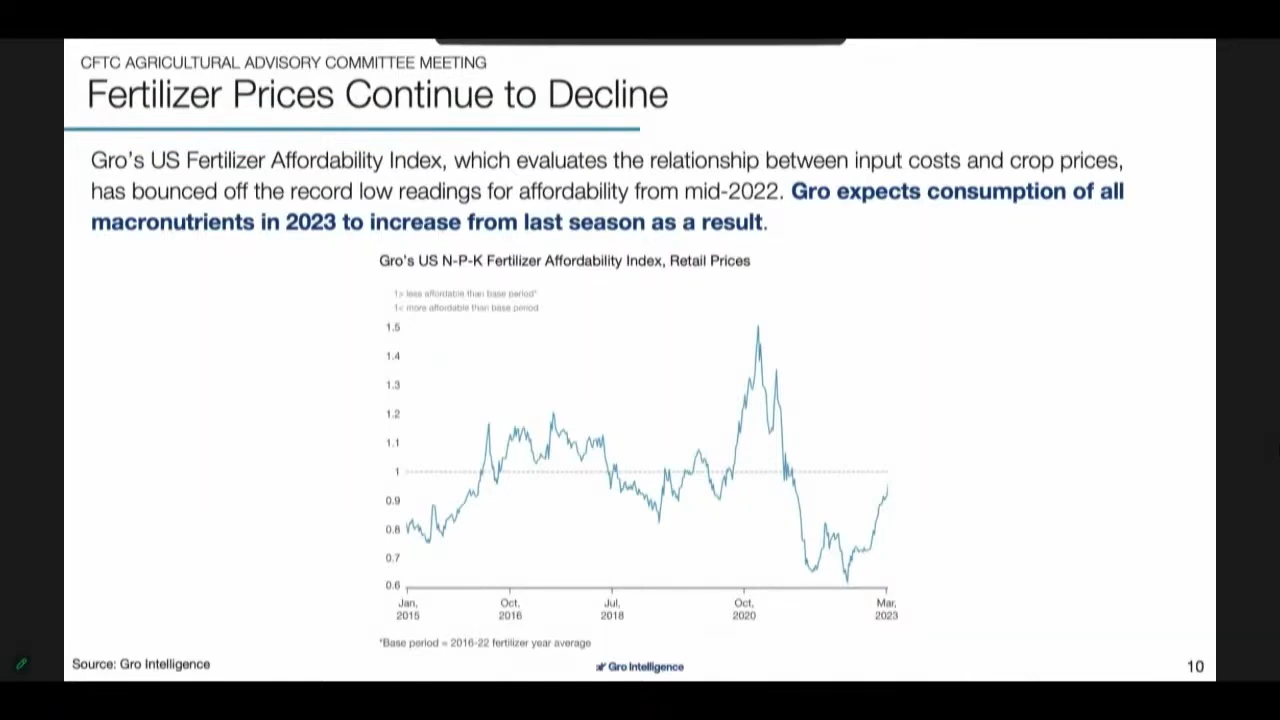 CFTC AGRICULTURAL ADVISORY COMMITTEE MEETING
Fertilizer Prices Continue to Decline
Gro's US Fertilizer Affordability Index, which evaluates the relationship between input costs and crop prices,
has bounced off the record low readings for affordability from mid-2022. Gro expects consumption of all
macronutrients in 2023 to increase from last season as a result.
Gro's US N-P-K Fertilizer Affordability Index, Retail Prices
1> less affordable than base period*
1< more affordable than base period
1.5
1.4
1.3
1.2
1.1
1
0.9
0.8
0.7
0.6
Jan, Oct, Jul, Oct, Mar,
2015 2016 2018 2020 2023
*Base period = 2016-22 fertilizer year average
Source: Gro Intelligence
Gro Intelligence
10